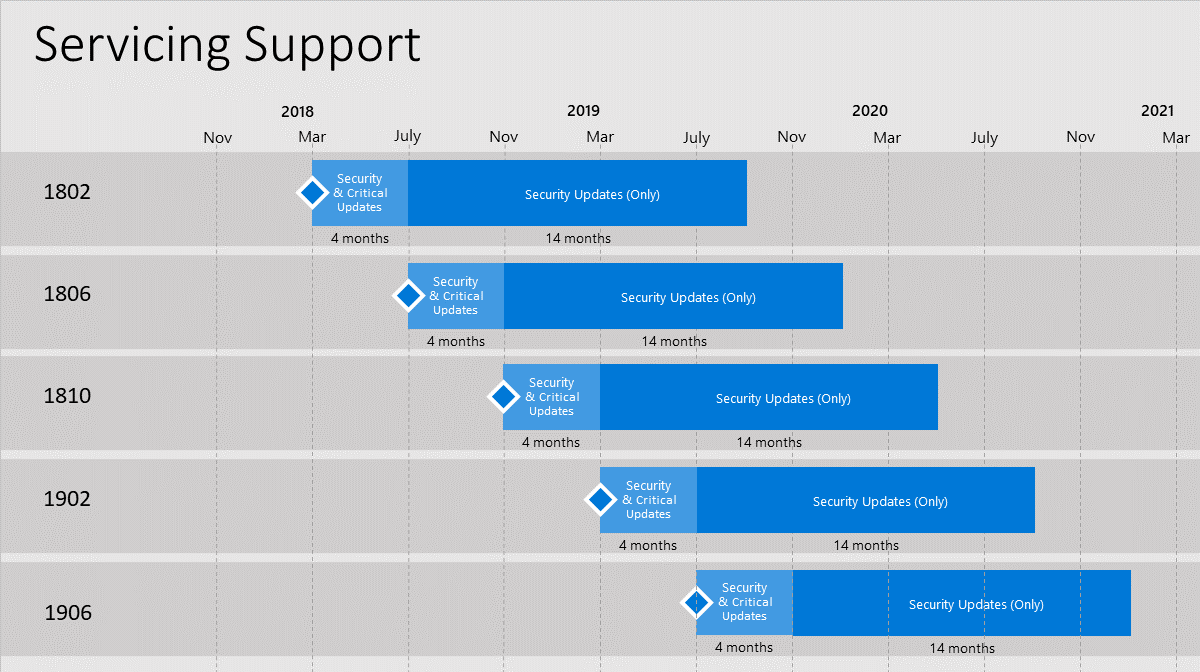 Servicing Support
2018 2019 2020 2021
Nov Mar July Nov Mar July Nov Mar July Nov Mar
1802
Security
& Critical
Updates
Security Updates (Only)
4 months 14 months
1806
Security
& Critical
Updates
Security Updates (Only)
4 months 14 months
1810
Security
& Critical
Updates
Security Updates (Only)
4 months 14 months
1902
Security
& Critical
Updates
Security Updates (Only)
4 months 14 months
1906
Security
& Critical
Updates
Security Updates (Only)
4 months 14 months